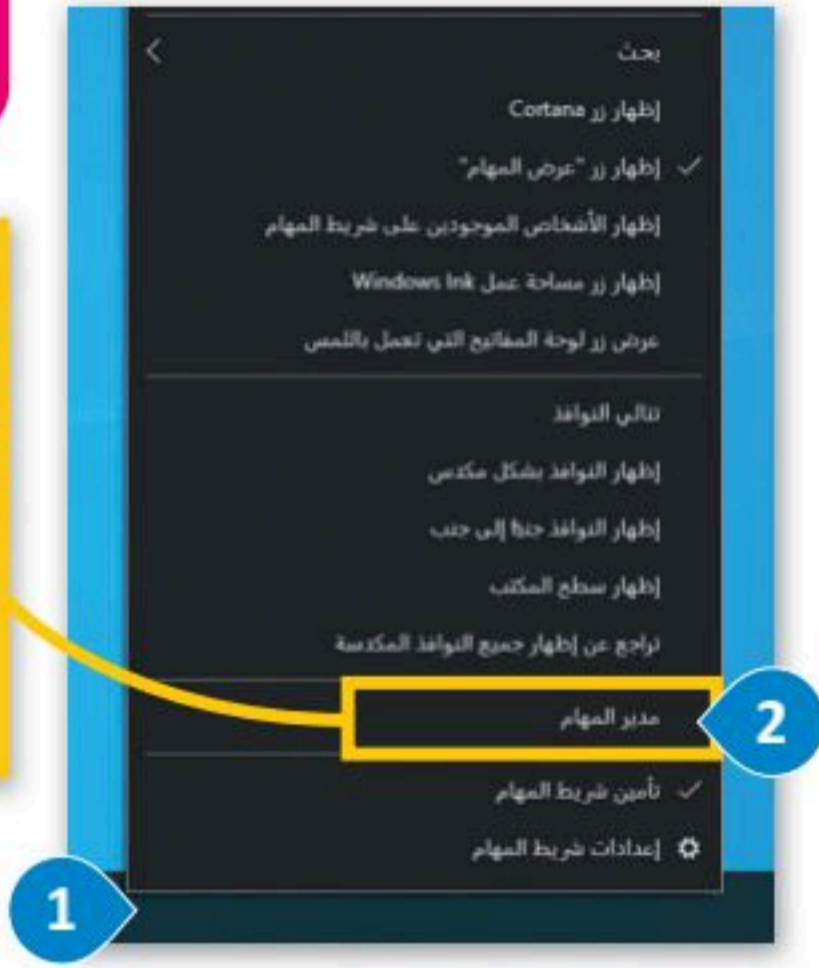 بحث
إظهار زر Cortana
إظهار زر "عرض المهام"
إظهار الأشخاص الموجودين على شريط المهام
إظهار زر مساحة عمل Windows Ink
عرض زر لوحة المفاتيح التي تعمل باللمس
تتالي النوافذ
إظهار النوافذ بشكل مكدس
إظهار النوافذ جنبًا إلى جنب
إظهار سطح المكتب
تراجع عن إظهار جميع النوافذ المكدسة
مدير المهام
2
تأمين شريط المهام
إعدادات شريط المهام
1